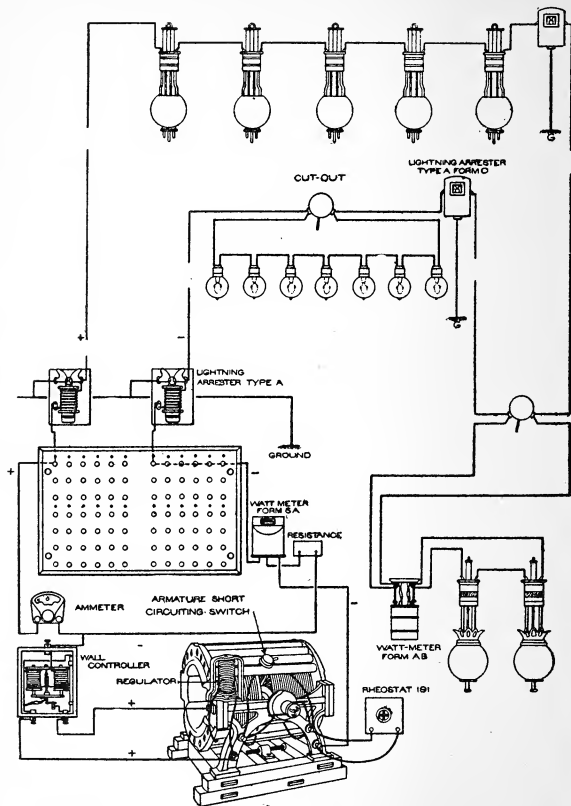 LIGHTNING ARRESTER
TYPE A FORM C
CUT-OUT
G
G
+
-
LIGHTNING
ARRESTER TYPE A
GROUND
+
-
WATT METER
FORM 6A
RESISTANCE
AMMETER
ARMATURE SHORT
CIRCUITING SWITCH
-
-
WALL
CONTROLLER
REGULATOR
WATT-METER
FORM AB
RHEOSTAT 191
+
+